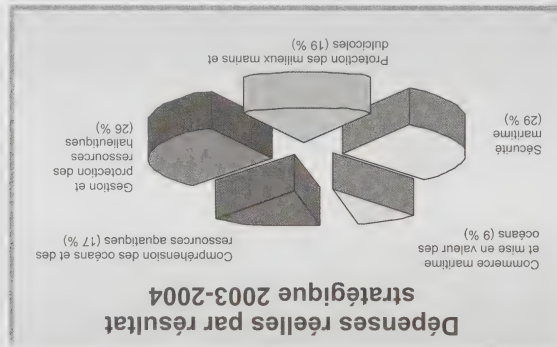 Dépenses réelles par résultat
stratégique 2003-2004
Commerce maritime
et mise en valeur des
océans (9 %)
Compréhension des océans et des
ressources aquatiques (17 %)
Sécurité
maritime
(29 %)
Gestion et
protection des
ressources
halieutiques
(26 %)
Protection des milieux marins et
dulcicoles (19 %)